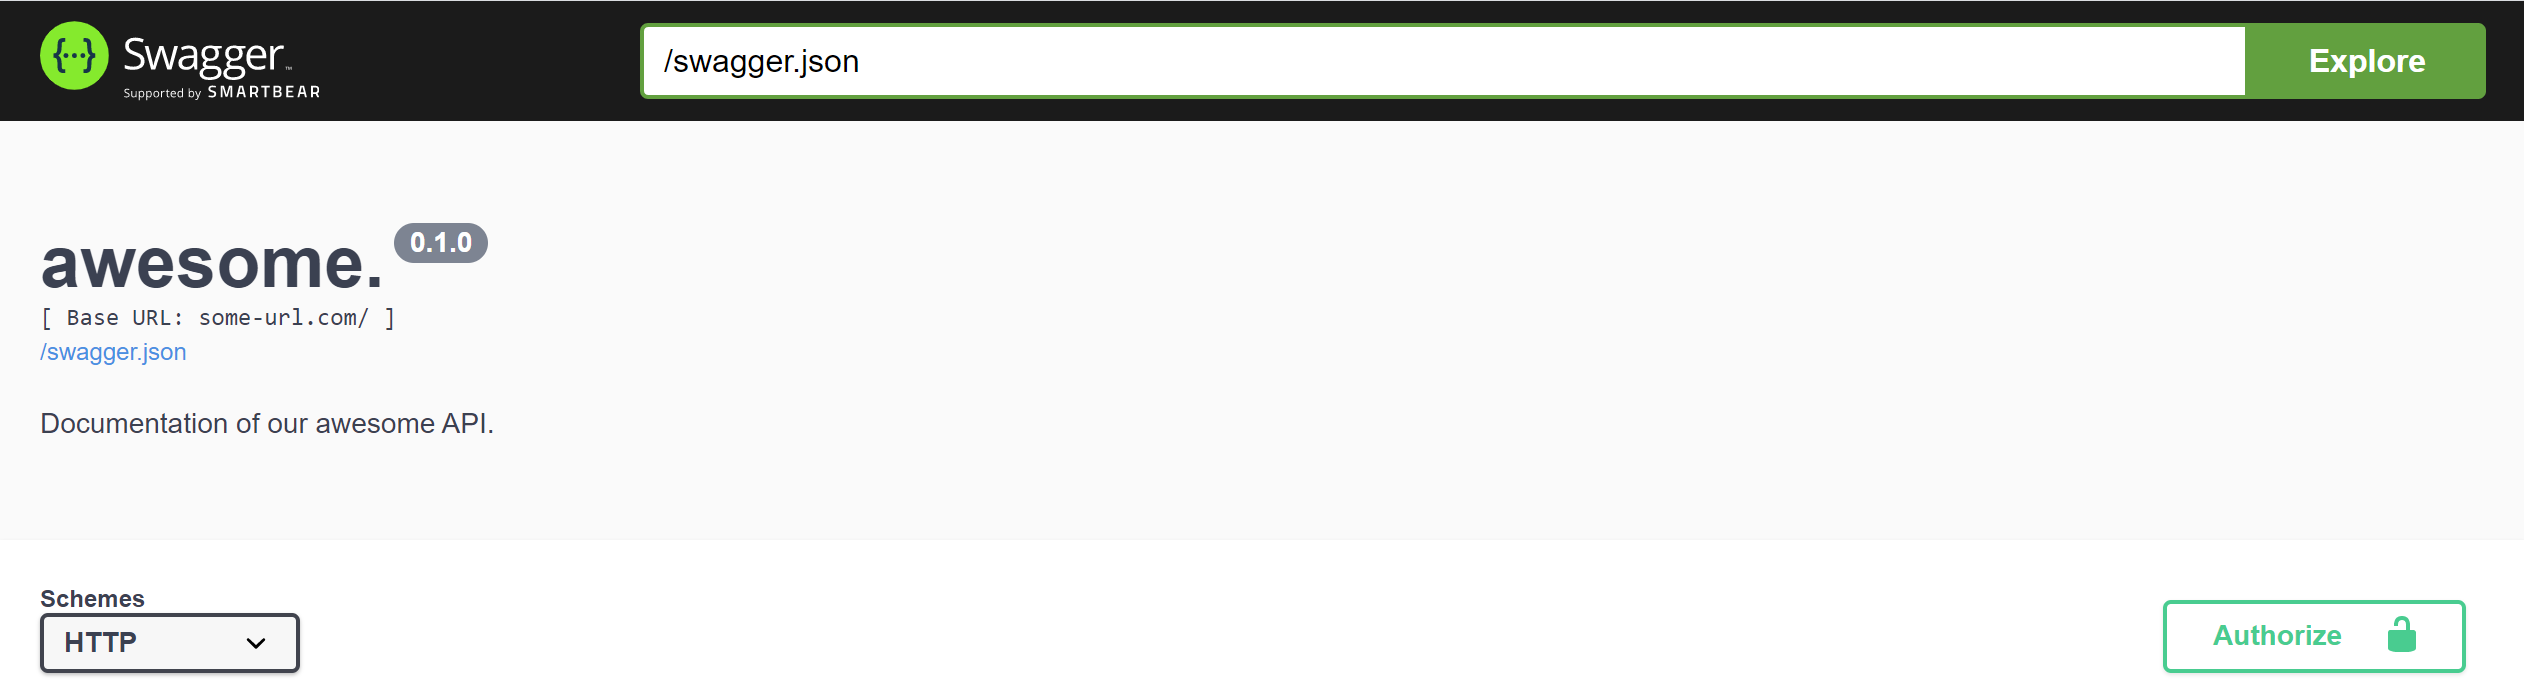 {···} Swagger™
Supported by SMARTBEAR
/swagger.json
Explore
awesome. 0.1.0
[ Base URL: some-url.com/ ]
/swagger.json
Documentation of our awesome API.
Schemes
HTTP
Authorize